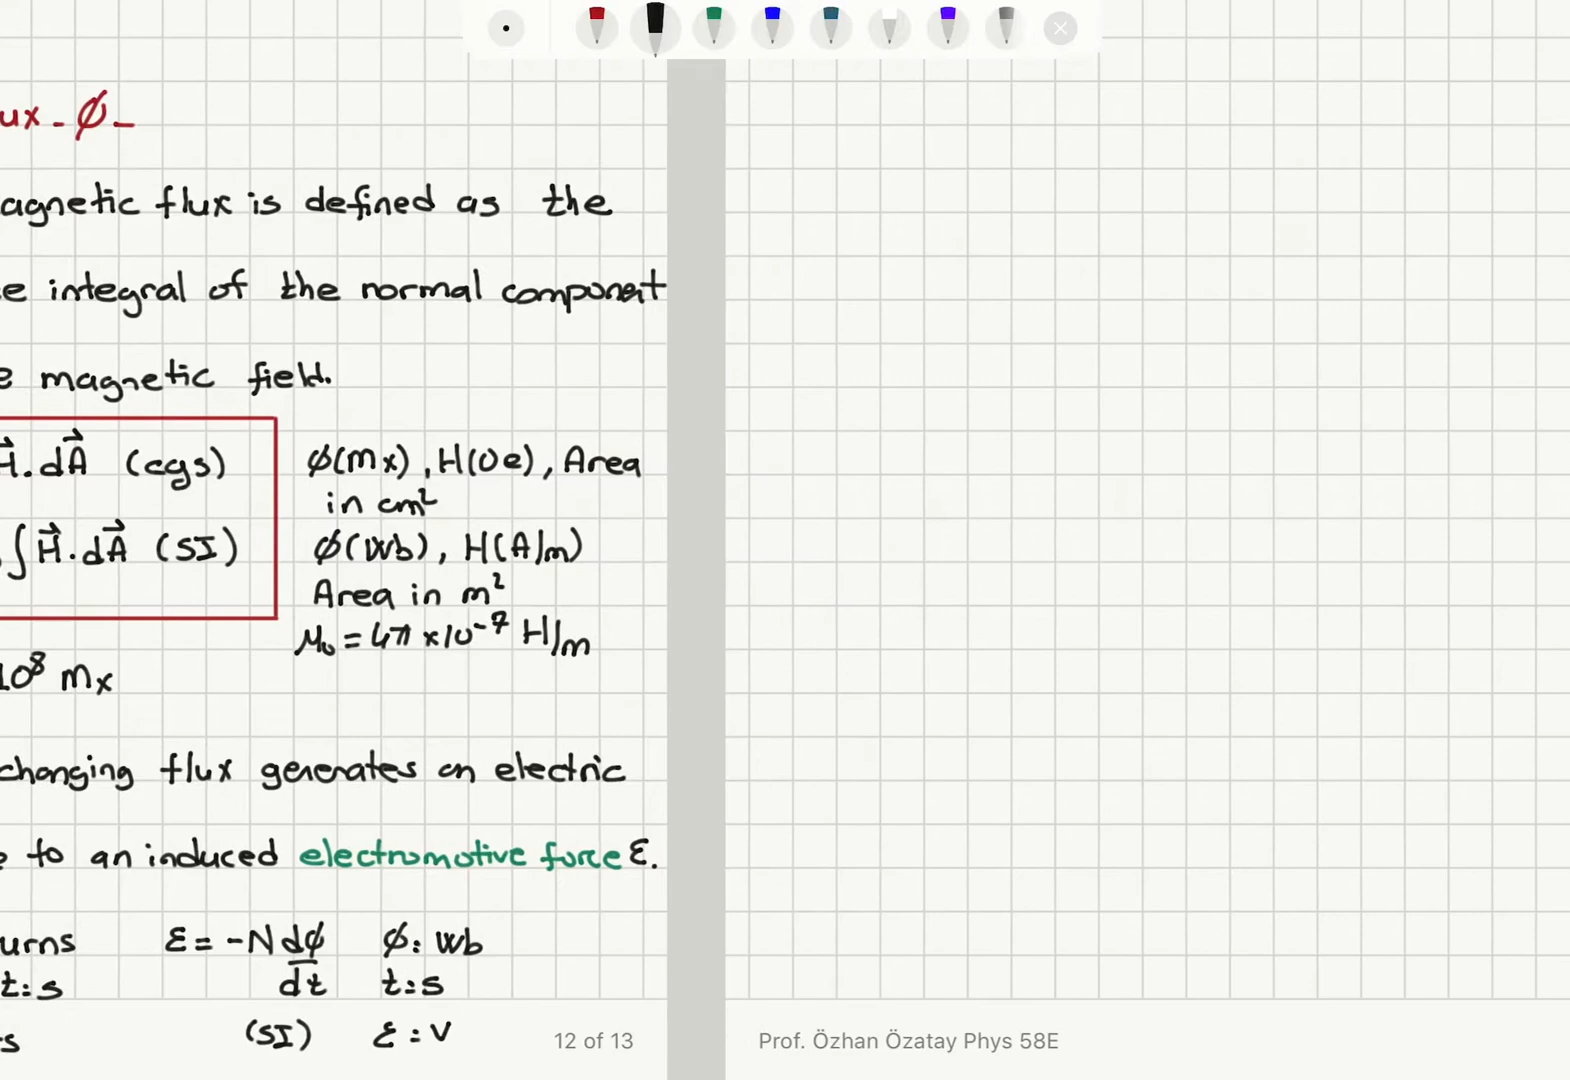 ux - ϕ -
agnetic flux is defined as the
e integral of the normal component
e magnetic field.
H⃗.dA⃗ (cgs)
ϕ(Mx), H(Oe), Area
in cm²
∫H⃗.dA⃗ (SI)
ϕ(Wb), H(A/m)
Area in m²
μ₀ = 4π x10⁻⁷ H/m
10⁸ Mx
changing flux generates an electric
e to an induced electromotive force ℰ.
urns ℰ = -N dϕ/dt ϕ: Wb
t:s t:s
s (SI) ℰ: V
12 of 13
Prof. Özhan Özatay Phys 58E